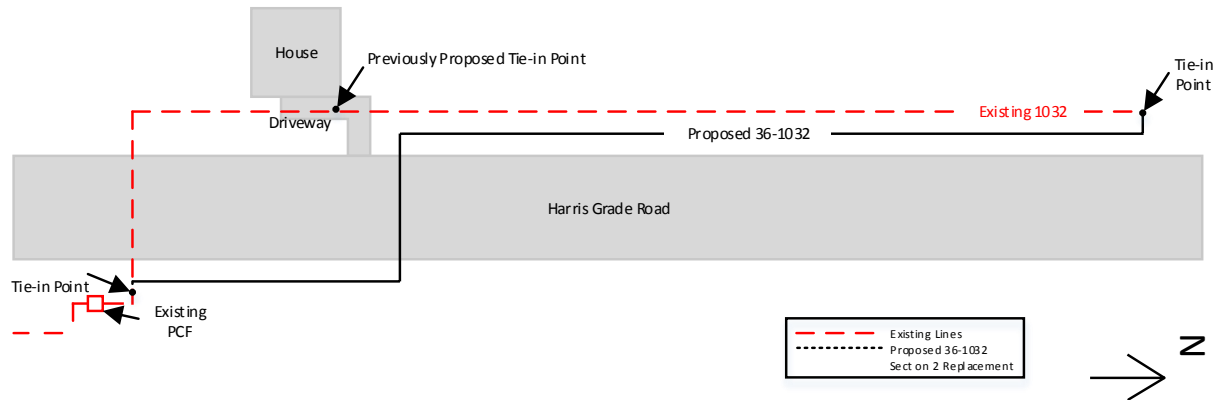 House
Previously Proposed Tie-in Point
Tie-in
Point
Driveway
Existing 1032
Proposed 36-1032
Harris Grade Road
Tie-in Point
Existing
PCF
Existing Lines
Proposed 36-1032
Sect on 2 Replacement
N